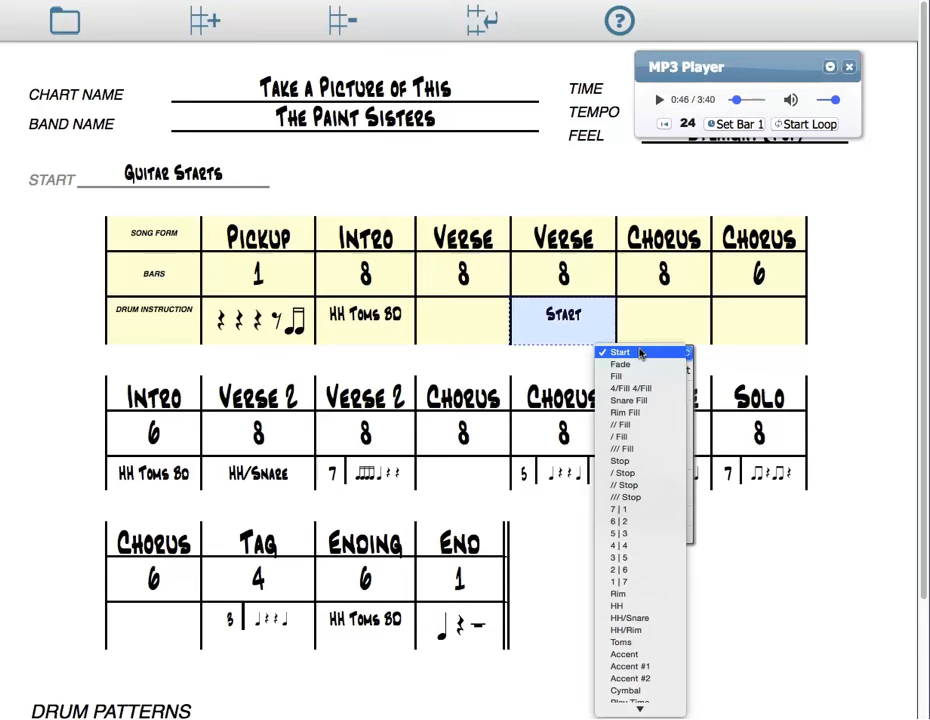 MP3 Player
0:46 / 3:40
24 Set Bar 1 Start Loop
CHART NAME Take a Picture of This
BAND NAME The Paint Sisters
TIME
TEMPO
FEEL
START Guitar Starts
SONG FORM Pickup Intro Verse Verse Chorus Chorus
BARS 1 8 8 8 8 6
DRUM INSTRUCTION HH Toms BD Start
Intro Verse 2 Verse 2 Chorus Chorus Solo
6 8 8 8 8 8
HH Toms BD HH/Snare 7 | 5 | 7 |
Chorus Tag Ending End
6 4 6 1
3 | HH Toms BD
✓ Start
Fade
Fill
4/Fill 4/Fill
Snare Fill
Rim Fill
// Fill
/ Fill
/// Fill
Stop
/ Stop
// Stop
/// Stop
7 | 1
6 | 2
5 | 3
4 | 4
3 | 5
2 | 6
1 | 7
Rim
HH
HH/Snare
HH/Rim
Toms
Accent
Accent #1
Accent #2
Cymbal
DRUM PATTERNS